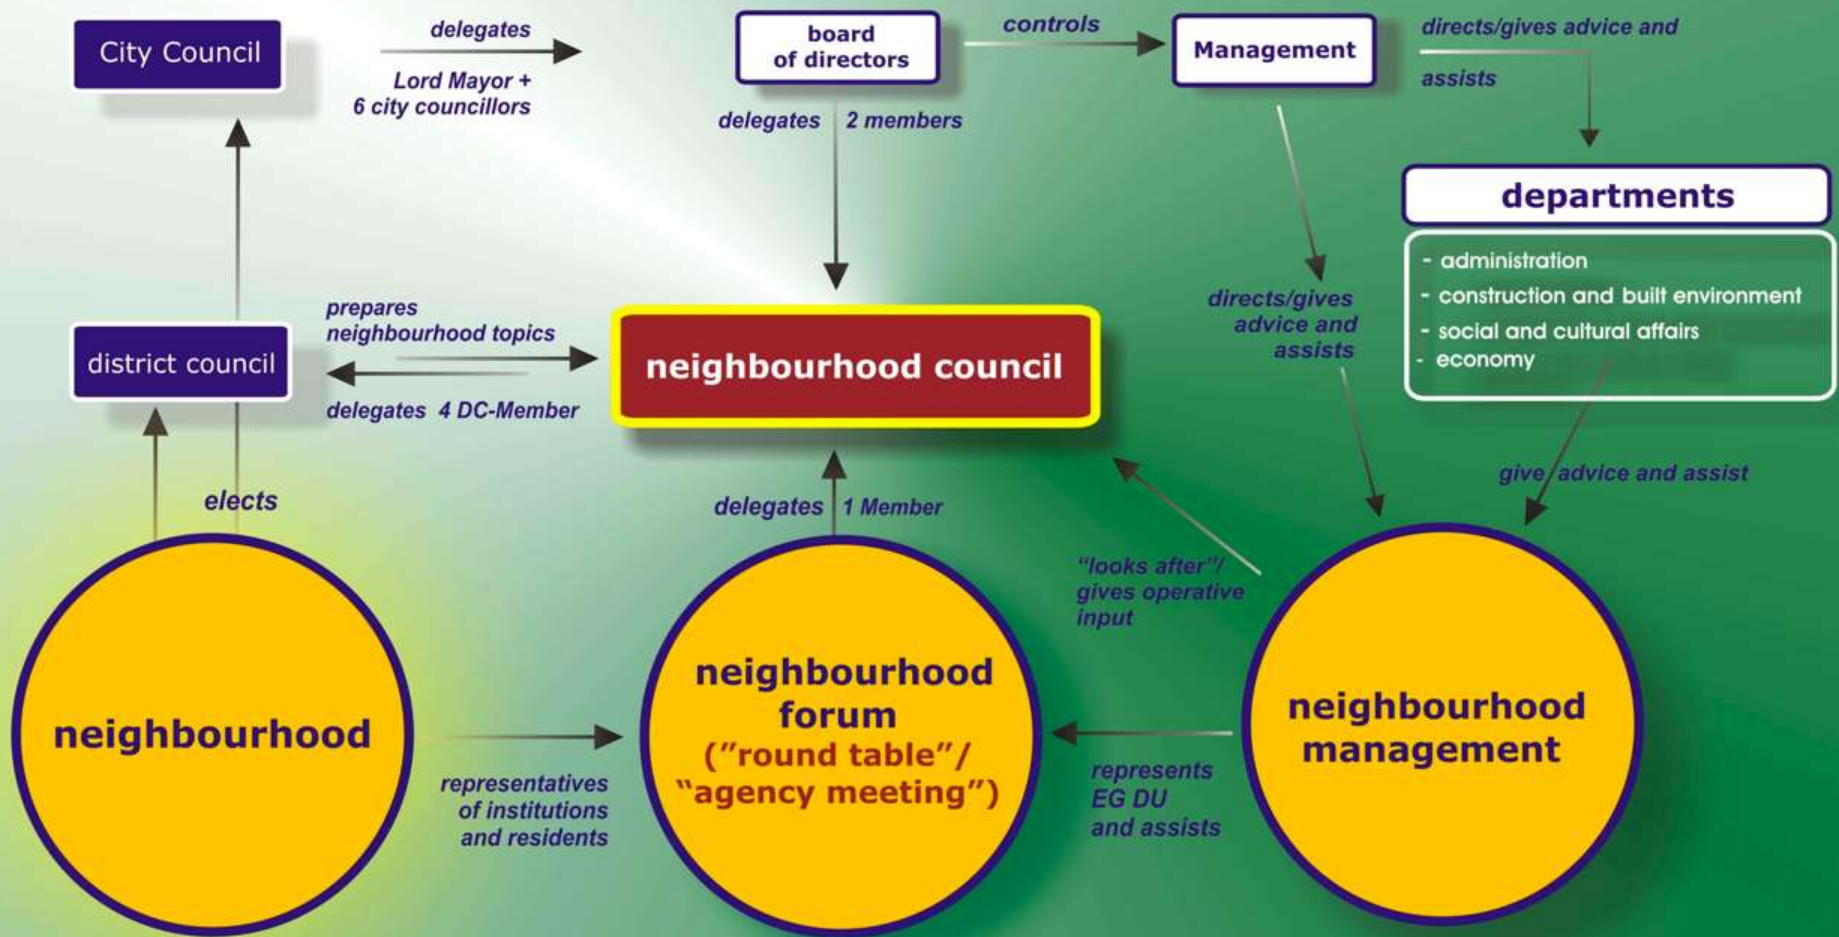 City Council
delegates
Lord Mayor +
6 city councillors
board
of directors
controls
Management
directs/gives advice and
assists
delegates 2 members
departments
- administration
- construction and built environment
- social and cultural affairs
- economy
directs/gives
advice and
assists
prepares
neighbourhood topics
district council
neighbourhood council
delegates 4 DC-Member
give advice and assist
elects
delegates 1 Member
"looks after"/
gives operative
input
neighbourhood
neighbourhood
forum
("round table"/
"agency meeting")
neighbourhood
management
representatives
of institutions
and residents
represents
EG DU
and assists